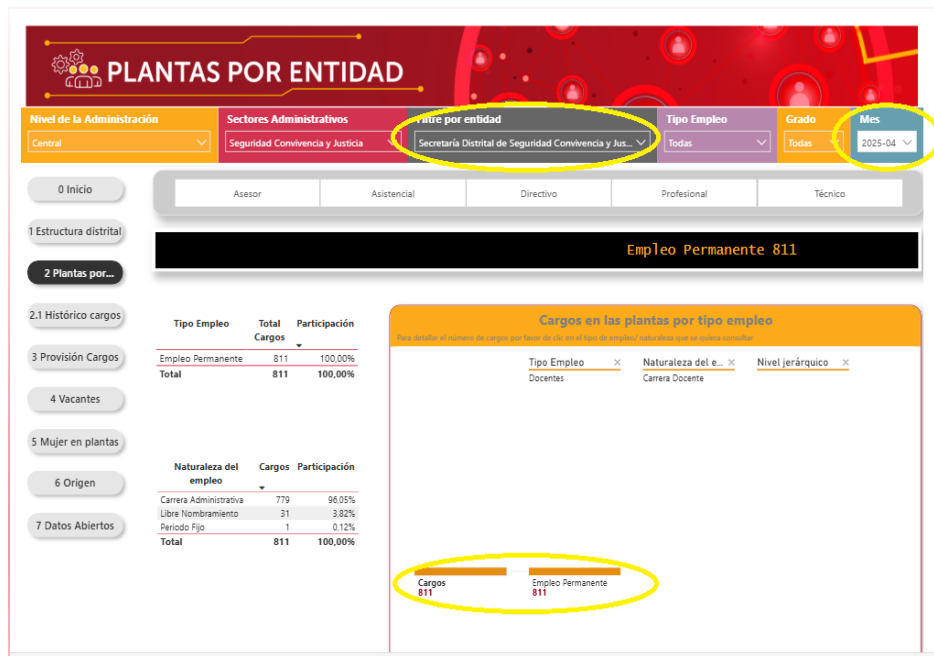 PLANTAS POR ENTIDAD
Nivel de la Administración Sectores Administrativos Filtre por entidad Tipo Empleo Grado Mes
Central Seguridad Convivencia y Justicia Secretaría Distrital de Seguridad Convivencia y Jus... Todas Todas 2025-04
0 Inicio
Asesor Asistencial Directivo Profesional Técnico
1 Estructura distrital
Empleo Permanente 811
2 Plantas por...
2.1 Histórico cargos
3 Provisión Cargos
4 Vacantes
5 Mujer en plantas
6 Origen
7 Datos Abiertos
Tipo Empleo Total Cargos Participación
Empleo Permanente 811 100,00%
Total 811 100,00%
Naturaleza del empleo Cargos Participación
Carrera Administrativa 779 96,05%
Libre Nombramiento 31 3,82%
Periodo Fijo 1 0,12%
Total 811 100,00%
Cargos en las plantas por tipo empleo
Para detallar el número de cargos por favor de clic en el tipo de empleo/ naturaleza que se quiera consultar
Tipo Empleo × Naturaleza del e... × Nivel jerárquico ×
Docentes Carrera Docente
Cargos Empleo Permanente
811 811